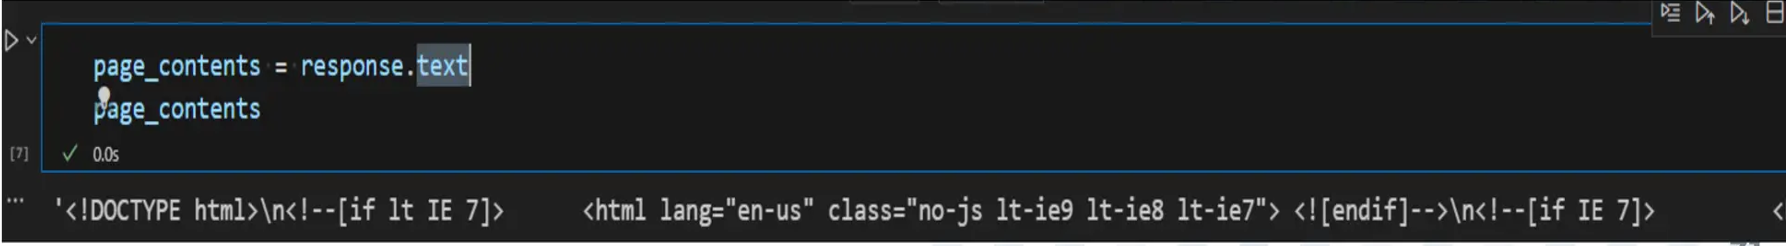 page_contents = response.text
page_contents
[7]
0.0s
... '<!DOCTYPE html>\n<!--[if lt IE 7]>      <html lang="en-us" class="no-js lt-ie9 lt-ie8 lt-ie7"> <![endif]-->\n<!--[if IE 7]>         <